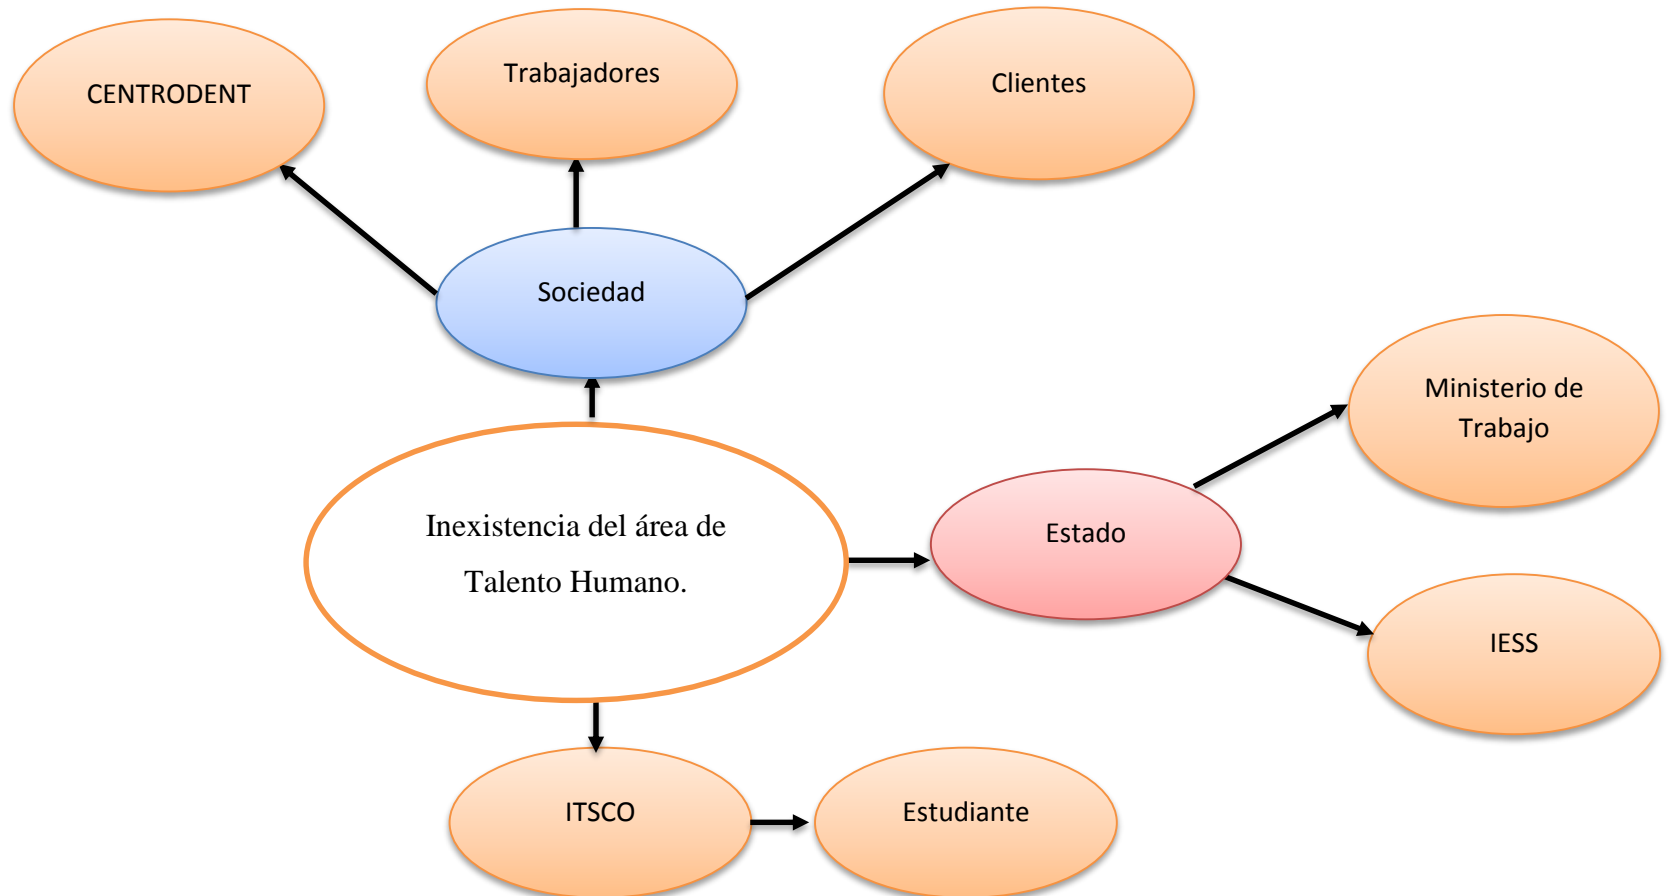 CENTRODENT
Trabajadores
Clientes
Sociedad
Ministerio de
Trabajo
Inexistencia del área de
Talento Humano.
Estado
IESS
ITSCO
Estudiante